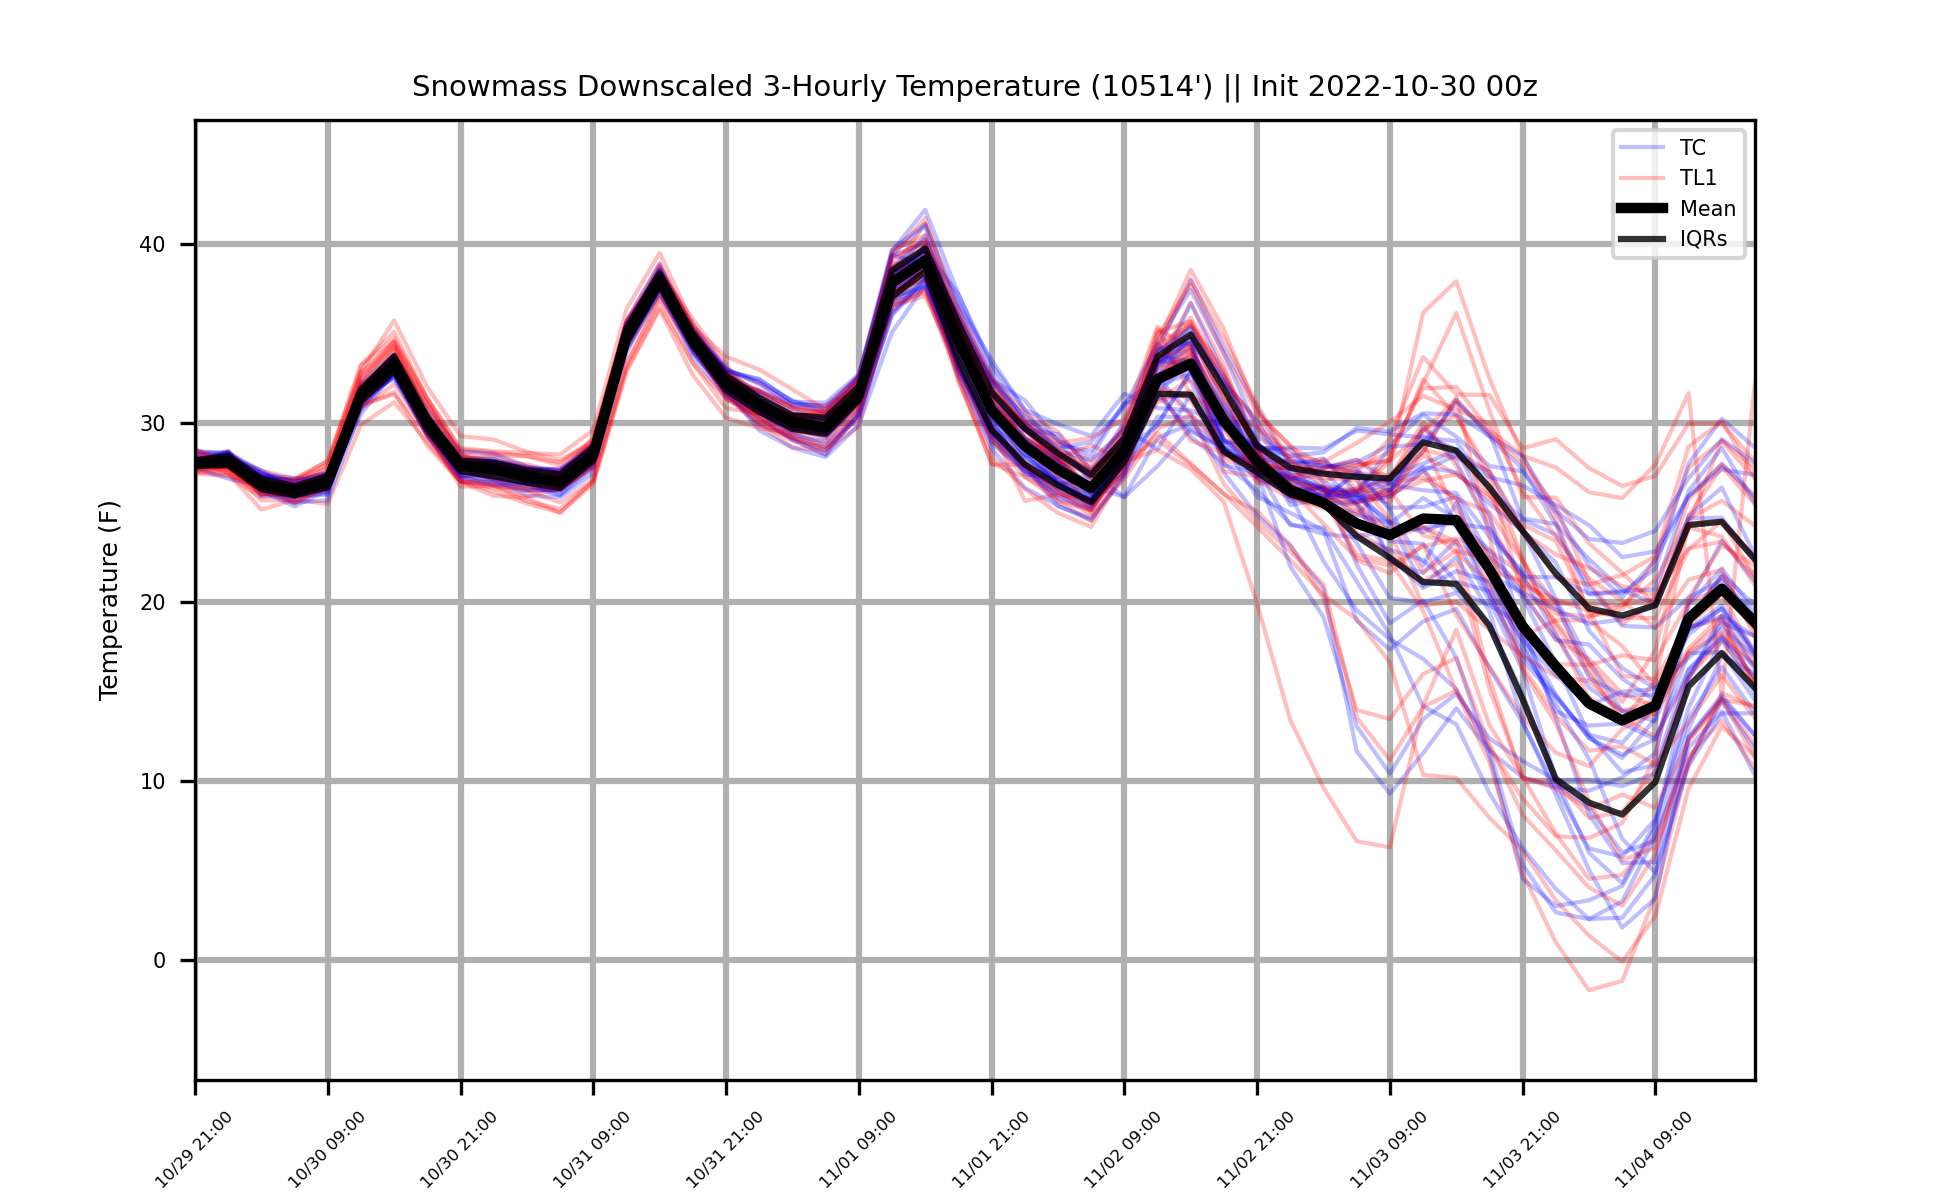 Snowmass Downscaled 3-Hourly Temperature (10514') || Init 2022-10-30 00z
TC
TL1
Mean
IQRs
Temperature (F)
40
30
20
10
0
10/29 21:00
10/30 09:00
10/30 21:00
10/31 09:00
10/31 21:00
11/01 09:00
11/01 21:00
11/02 09:00
11/02 21:00
11/03 09:00
11/03 21:00
11/04 09:00